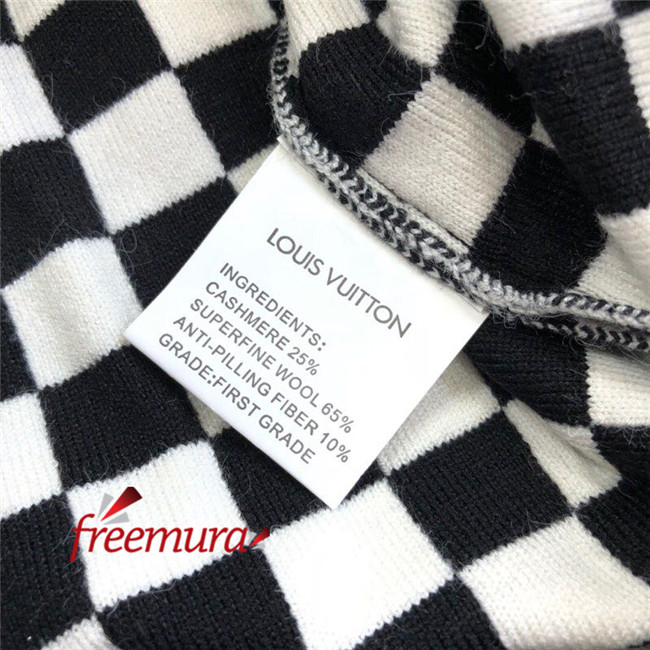 LOUIS VUITTON
INGREDIENTS:
CASHMERE 25%
SUPERFINE WOOL 65%
ANTI-PILLING FIBER 10%
GRADE:FIRST GRADE
freemura